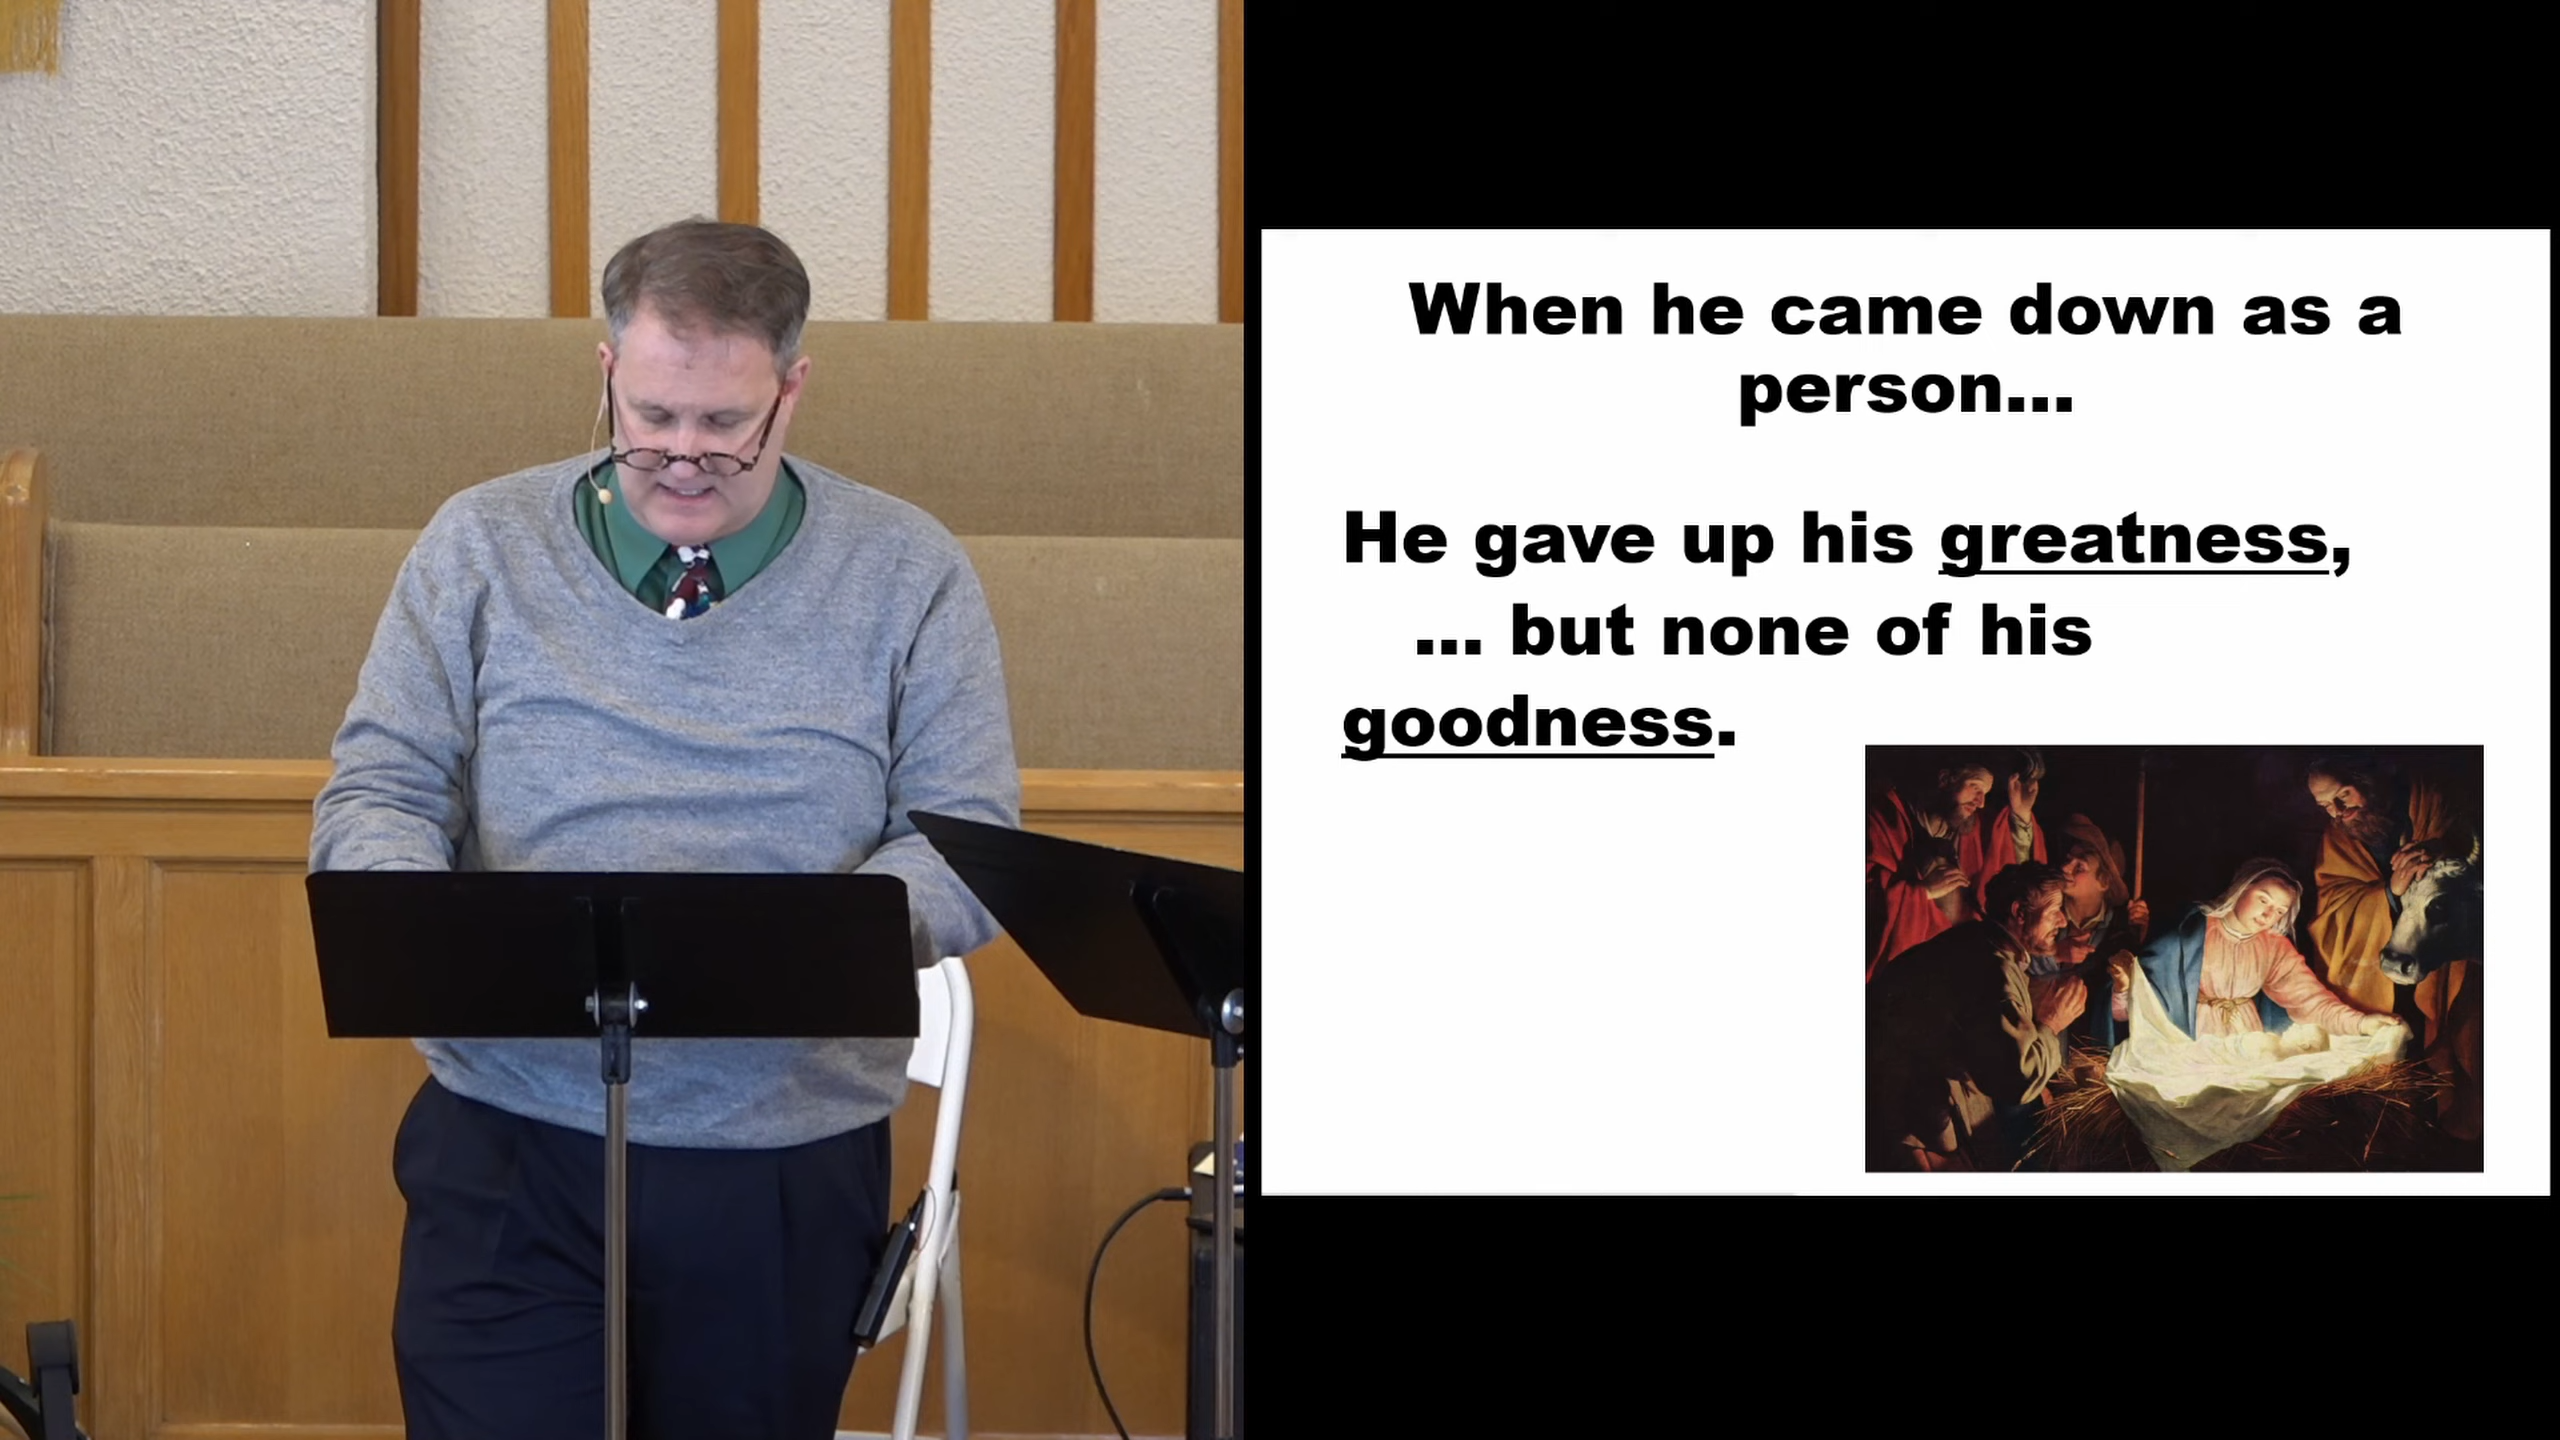 When he came down as a
person...
He gave up his greatness,
... but none of his
goodness.